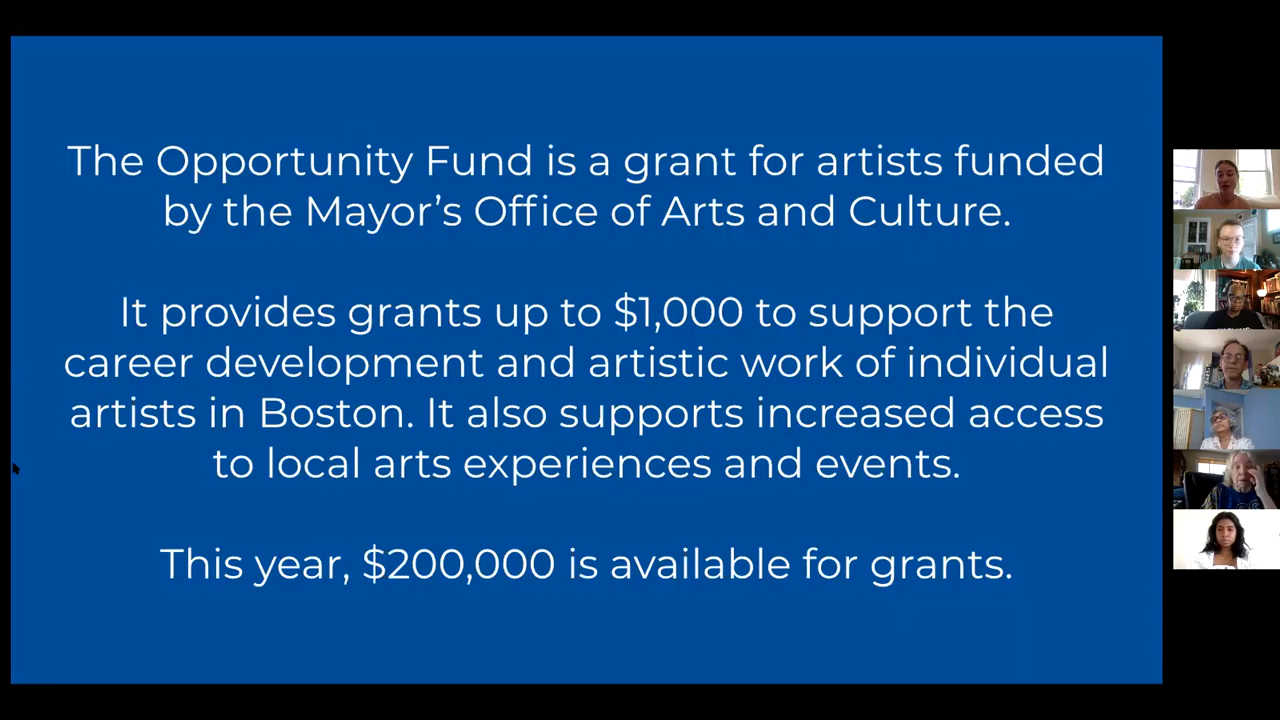 The Opportunity Fund is a grant for artists funded
by the Mayor’s Office of Arts and Culture.
It provides grants up to $1,000 to support the
career development and artistic work of individual
artists in Boston. It also supports increased access
to local arts experiences and events.
This year, $200,000 is available for grants.